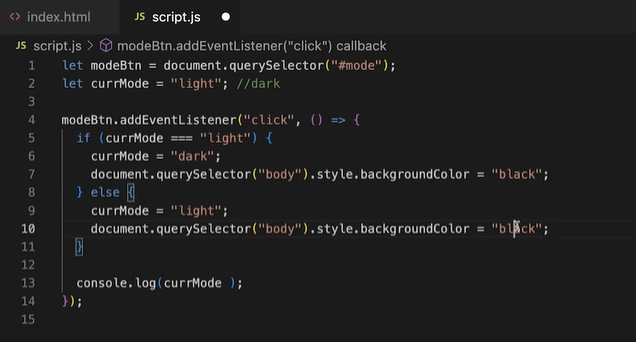 index.html
JS script.js
JS script.js > modeBtn.addEventListener("click") callback
1 let modeBtn = document.querySelector("#mode");
2 let currMode = "light"; //dark
3
4 modeBtn.addEventListener("click", () => {
5 if (currMode === "light") {
6 currMode = "dark";
7 document.querySelector("body").style.backgroundColor = "black";
8 } else {
9 currMode = "light";
10 document.querySelector("body").style.backgroundColor = "black";
11 }
12
13 console.log(currMode );
14 });
15